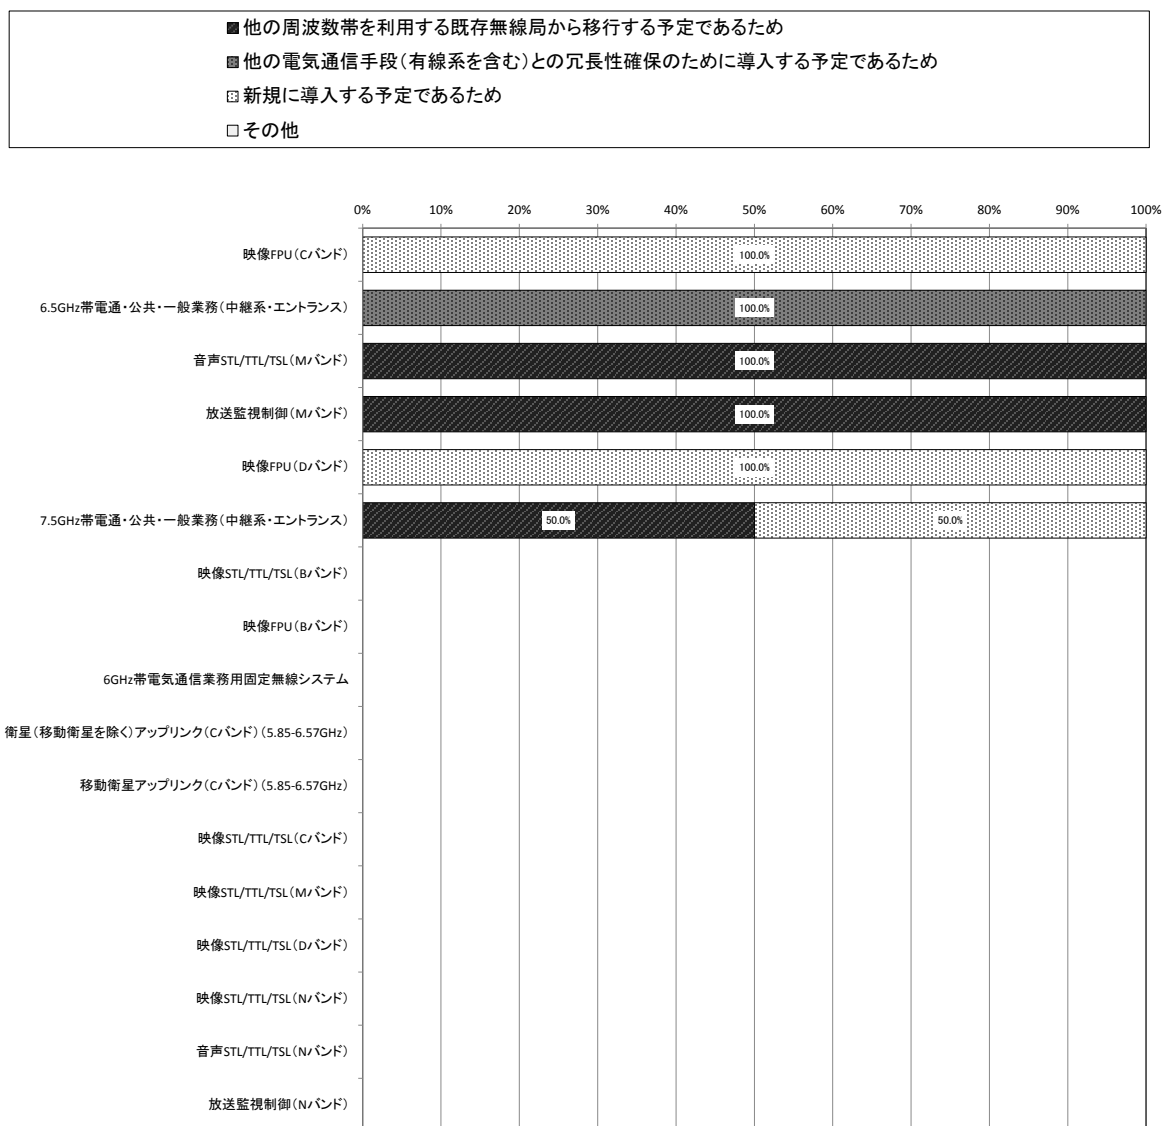 ■他の周波数帯を利用する既存無線局から移行する予定であるため
■他の電気通信手段(有線系を含む)との冗長性確保のために導入する予定であるため
□新規に導入する予定であるため
□その他
0% 10% 20% 30% 40% 50% 60% 70% 80% 90% 100%
映像FPU(Cバンド) 100.0%
6.5GHz帯電通・公共・一般業務(中継系・エントランス) 100.0%
音声STL/TTL/TSL(Mバンド) 100.0%
放送監視制御(Mバンド) 100.0%
映像FPU(Dバンド) 100.0%
7.5GHz帯電通・公共・一般業務(中継系・エントランス) 50.0% 50.0%
映像STL/TTL/TSL(Bバンド)
映像FPU(Bバンド)
6GHz帯電気通信業務用固定無線システム
衛星(移動衛星を除く)アップリンク(Cバンド)(5.85-6.57GHz)
移動衛星アップリンク(Cバンド)(5.85-6.57GHz)
映像STL/TTL/TSL(Cバンド)
映像STL/TTL/TSL(Mバンド)
映像STL/TTL/TSL(Dバンド)
映像STL/TTL/TSL(Nバンド)
音声STL/TTL/TSL(Nバンド)
放送監視制御(Nバンド)